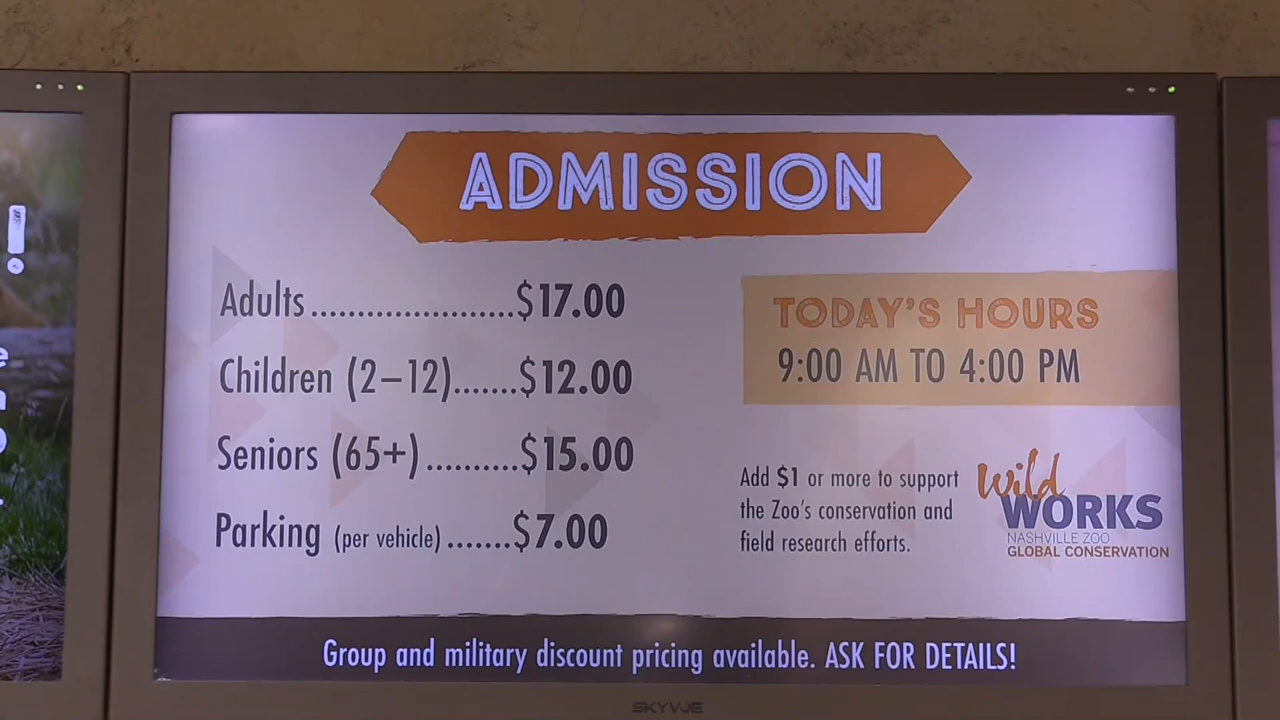 ADMISSION
Adults......................$17.00
Children (2–12).......$12.00
Seniors (65+)..........$15.00
Parking (per vehicle).......$7.00
TODAY'S HOURS
9:00 AM TO 4:00 PM
Add $1 or more to support
the Zoo's conservation and
field research efforts.
Wild
WORKS
NASHVILLE ZOO
GLOBAL CONSERVATION
Group and military discount pricing available. ASK FOR DETAILS!
SKYVUE